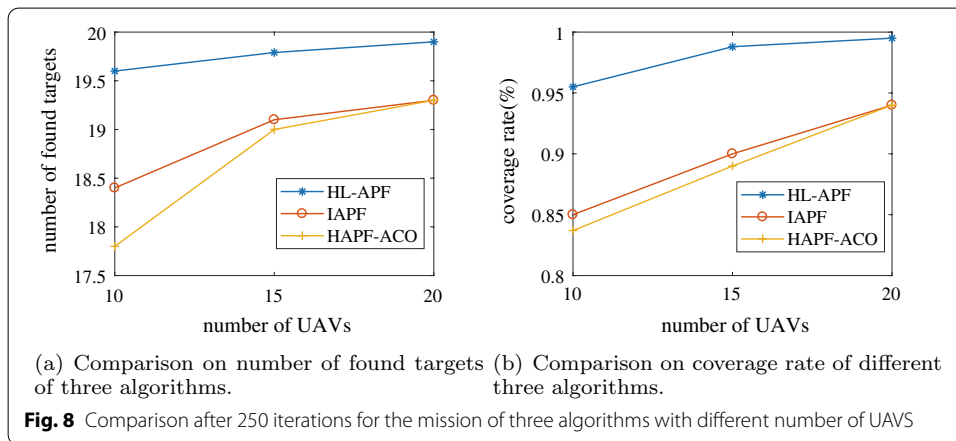 20
19.5
19
18.5
18
17.5
number of found targets
HL-APF
IAPF
HAPF-ACO
10
15
20
number of UAVs
1
0.95
0.9
0.85
0.8
coverage rate(%)
HL-APF
IAPF
HAPF-ACO
10
15
20
number of UAVs
(a) Comparison on number of found targets
of three algorithms.
(b) Comparison on coverage rate of different
three algorithms.
Fig. 8 Comparison after 250 iterations for the mission of three algorithms with different number of UAVS